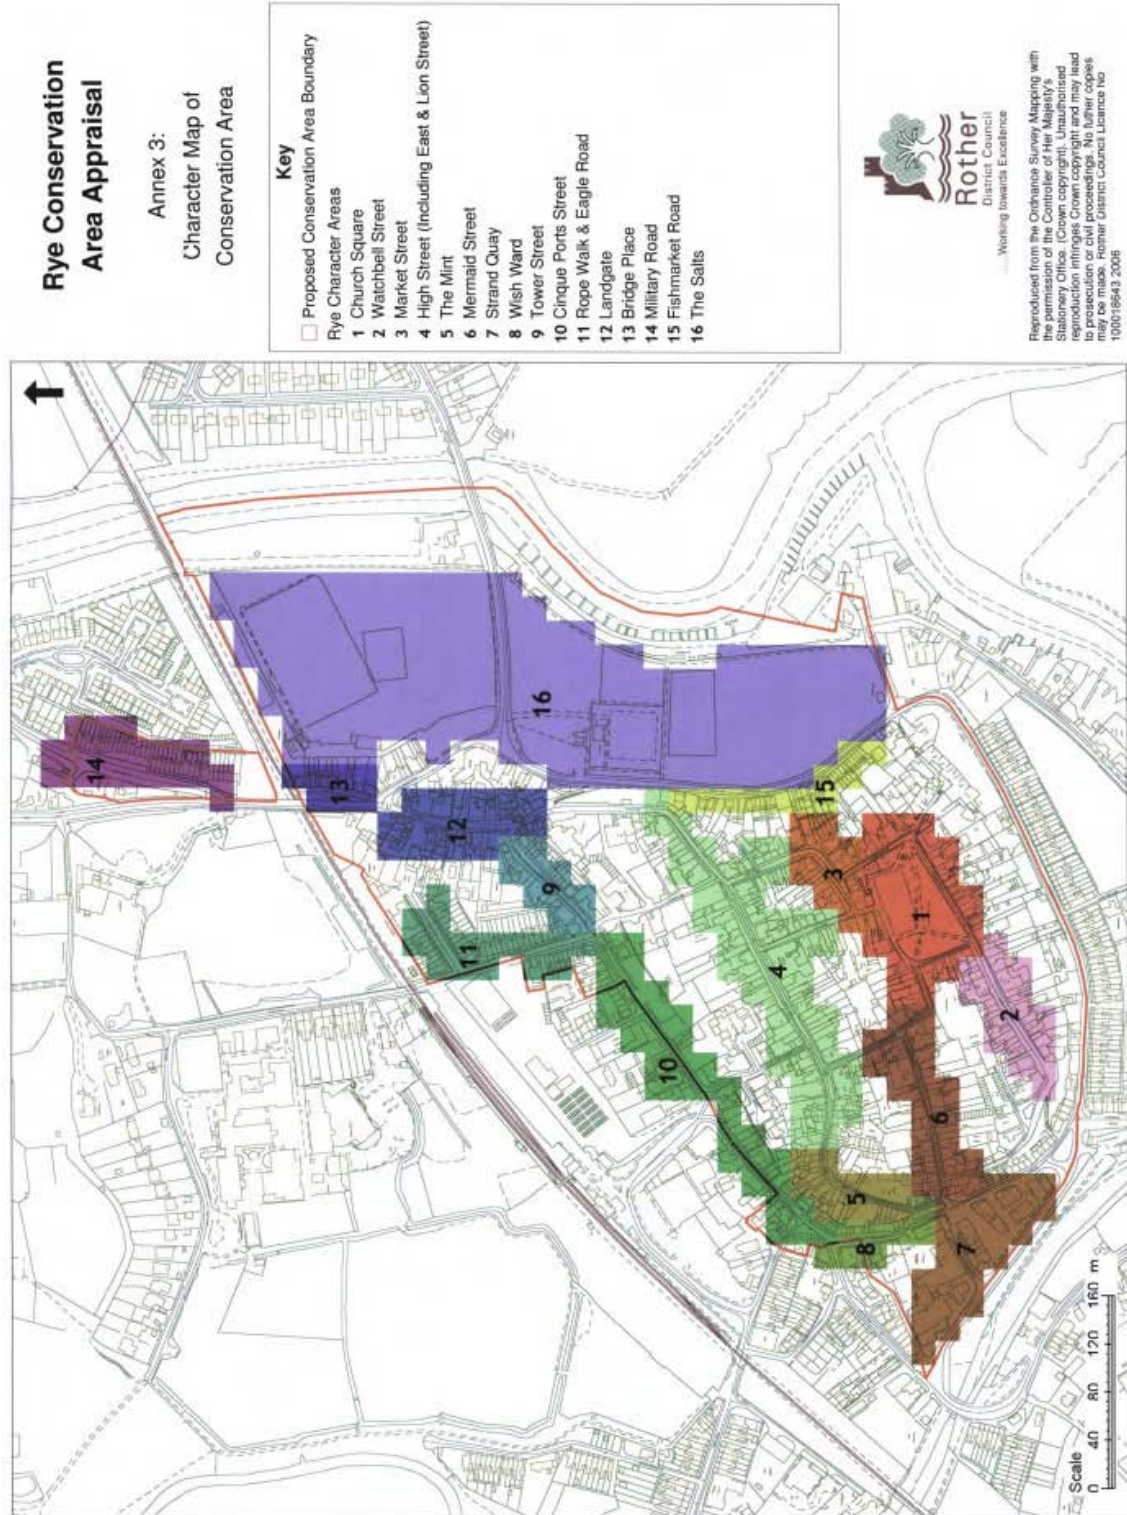 Rye Conservation
Area Appraisal
Annex 3:
Character Map of
Conservation Area
Key
Proposed Conservation Area Boundary
Rye Character Areas
1 Church Square
2 Watchbell Street
3 Market Street
4 High Street (Including East & Lion Street)
5 The Mint
6 Mermaid Street
7 Strand Quay
8 Wish Ward
9 Tower Street
10 Cinque Ports Street
11 Rope Walk & Eagle Road
12 Landgate
13 Bridge Place
14 Military Road
15 Fishmarket Road
16 The Salts
Rother
District Council
..... Working towards Excellence
Reproduced from the Ordnance Survey Mapping with
the permission of the Controller of Her Majesty's
Stationery Office. (Crown copyright). Unauthorised
reproduction infringes Crown copyright and may lead
to prosecution or civil proceedings. No futher copies
may be made. Rother District Council Licence No
100018643 2006
14
13
12
16
11
9
15
10
4
3
1
2
5
6
8
7
Scale
0 40 80 120 160 m